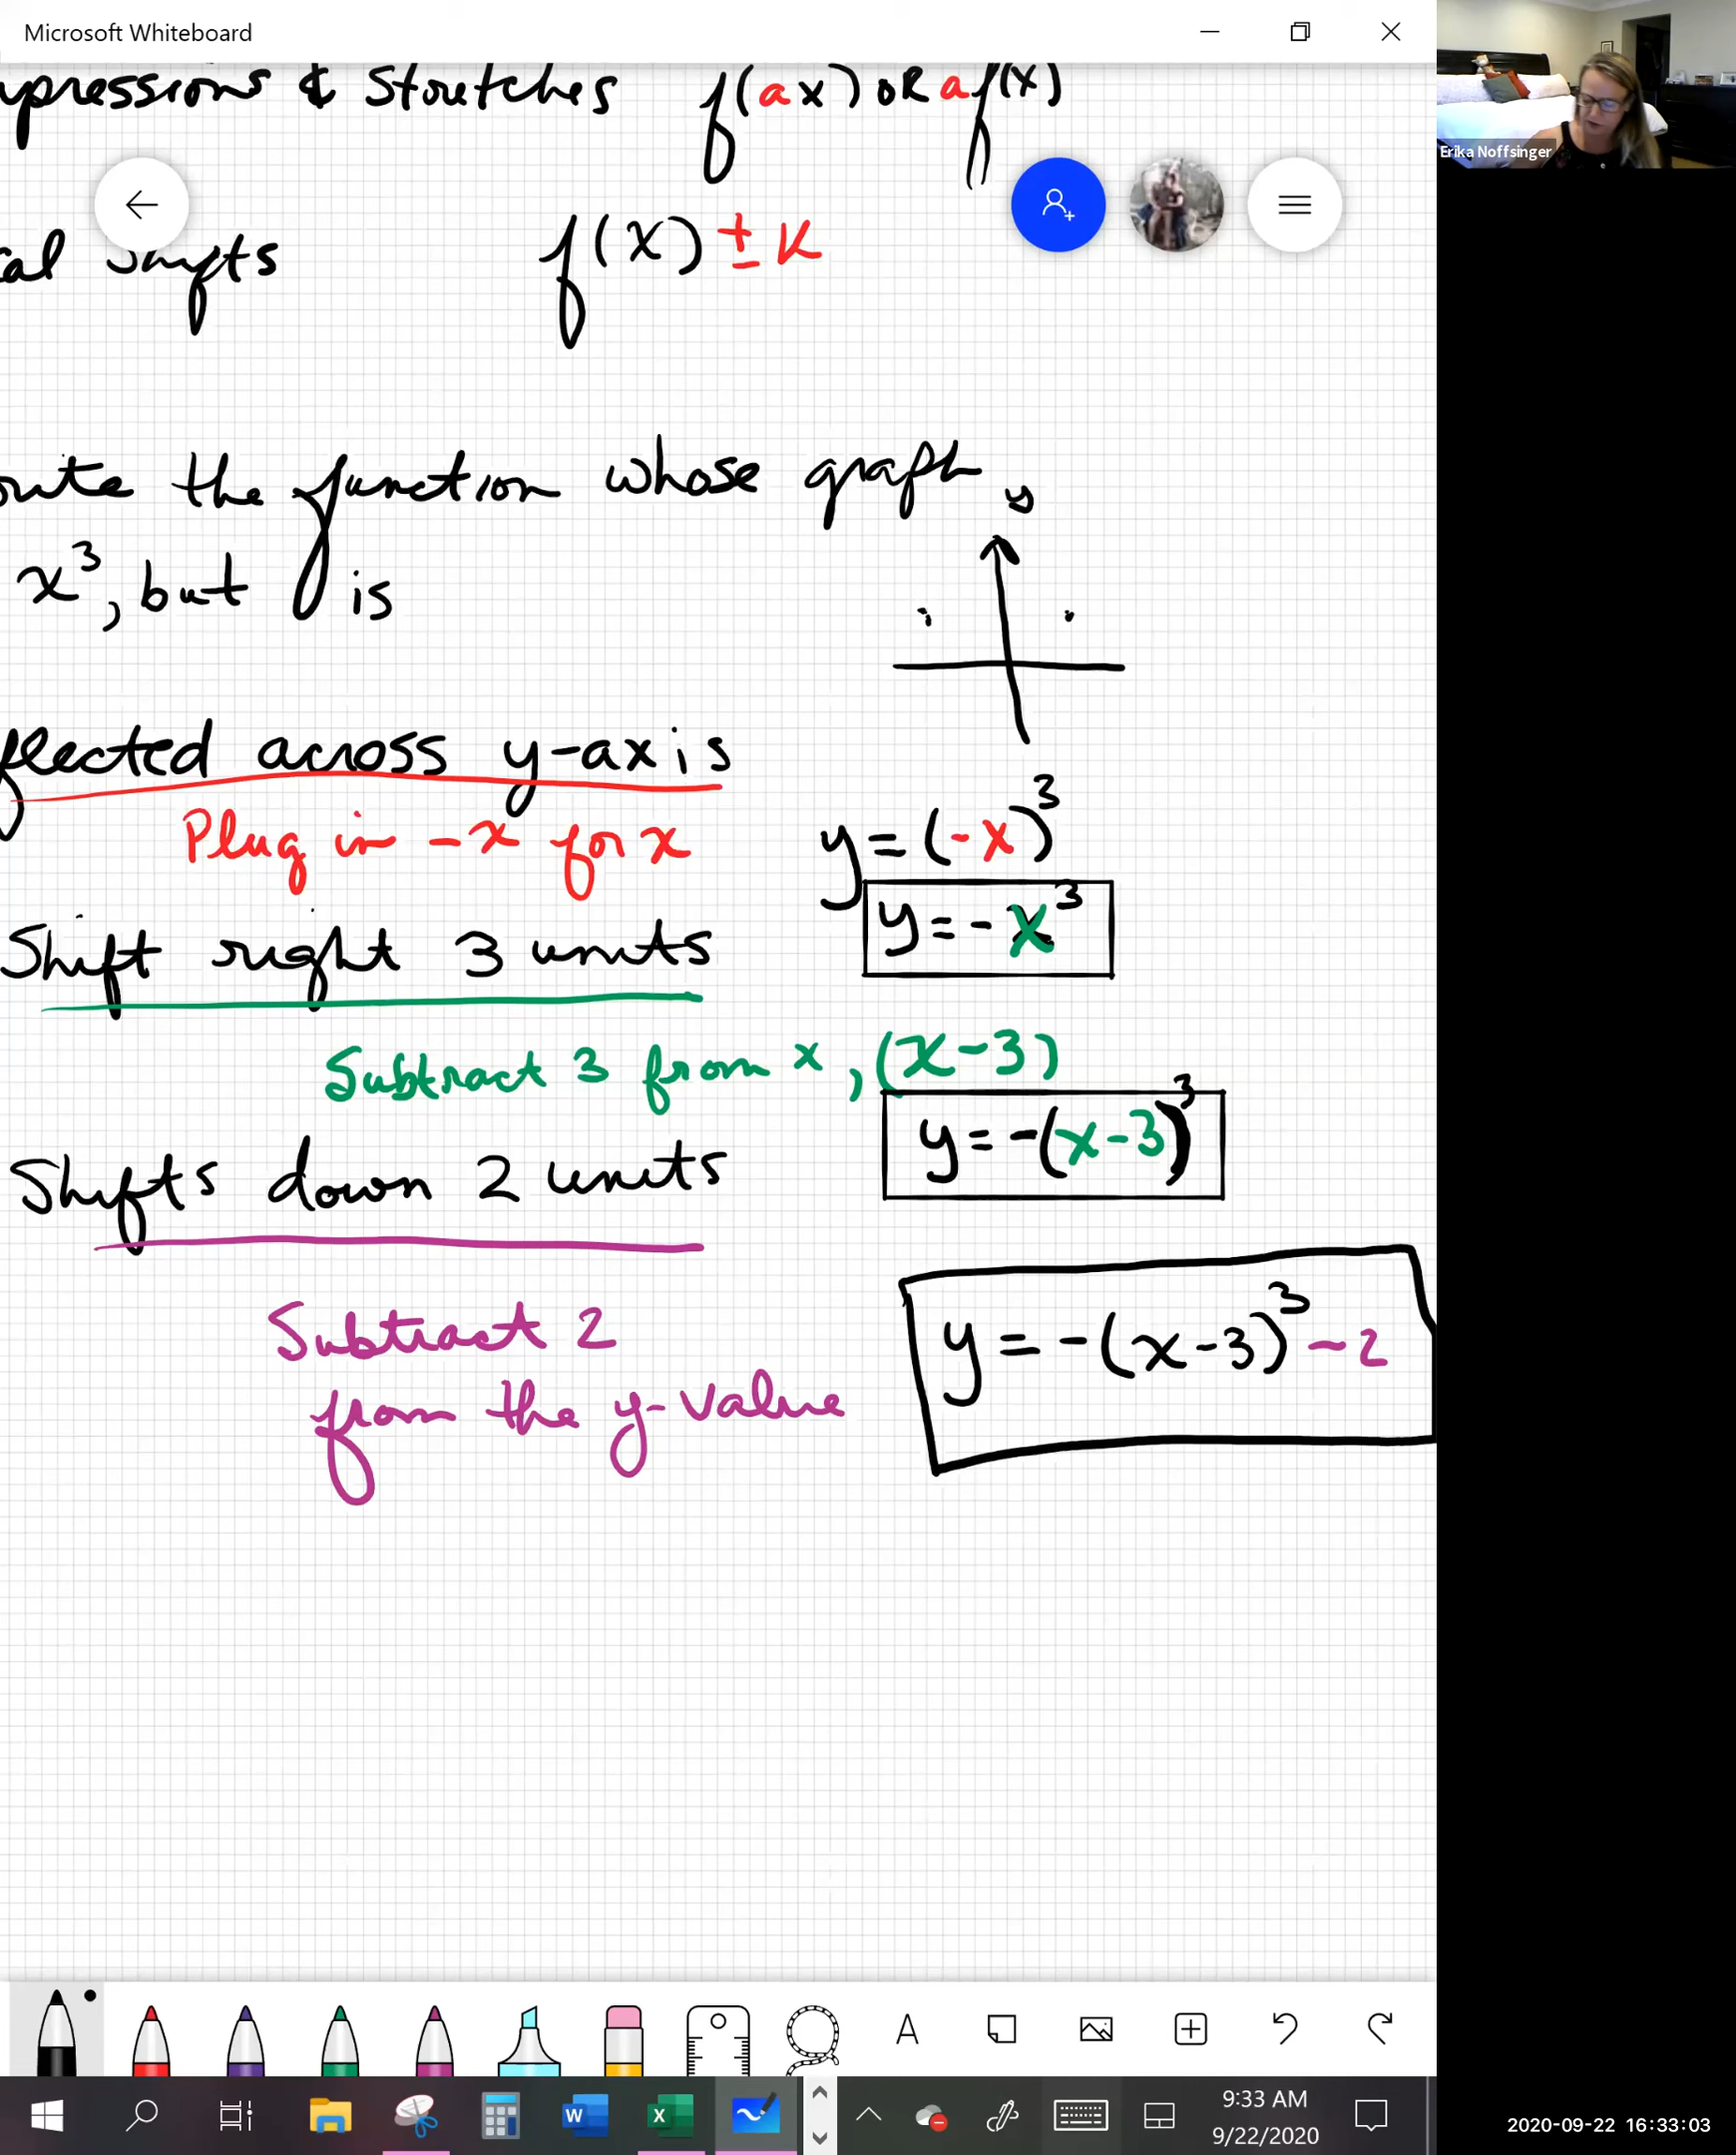 Microsoft Whiteboard
Erika Noffsinger
pressions & Stretches f(ax) OR af(x)
cal Shifts f(x) ± K
rite the function whose graph
y
x³, but is
flected across y-axis
Plug in -x for x
y = (-x)³
y = -x³
Shift right 3 units
Subtract 3 from x, (x-3)
y = -(x-3)³
Shifts down 2 units
Subtract 2
from the y-value
y = -(x-3)³ -2
9:33 AM
9/22/2020
2020-09-22 16:33:03